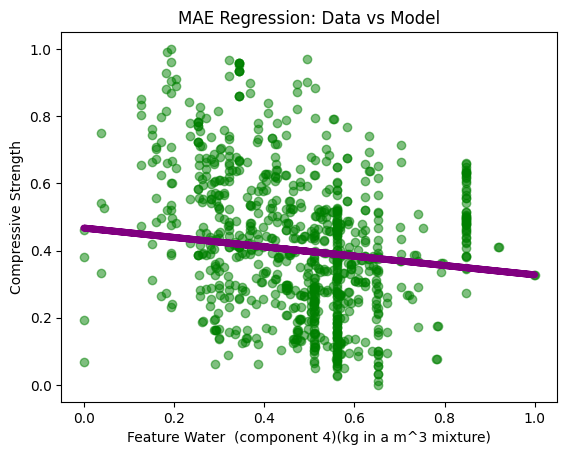 MAE Regression: Data vs Model
1.0
0.8
0.6
0.4
0.2
0.0
Compressive Strength
0.0 0.2 0.4 0.6 0.8 1.0
Feature Water  (component 4)(kg in a m^3 mixture)